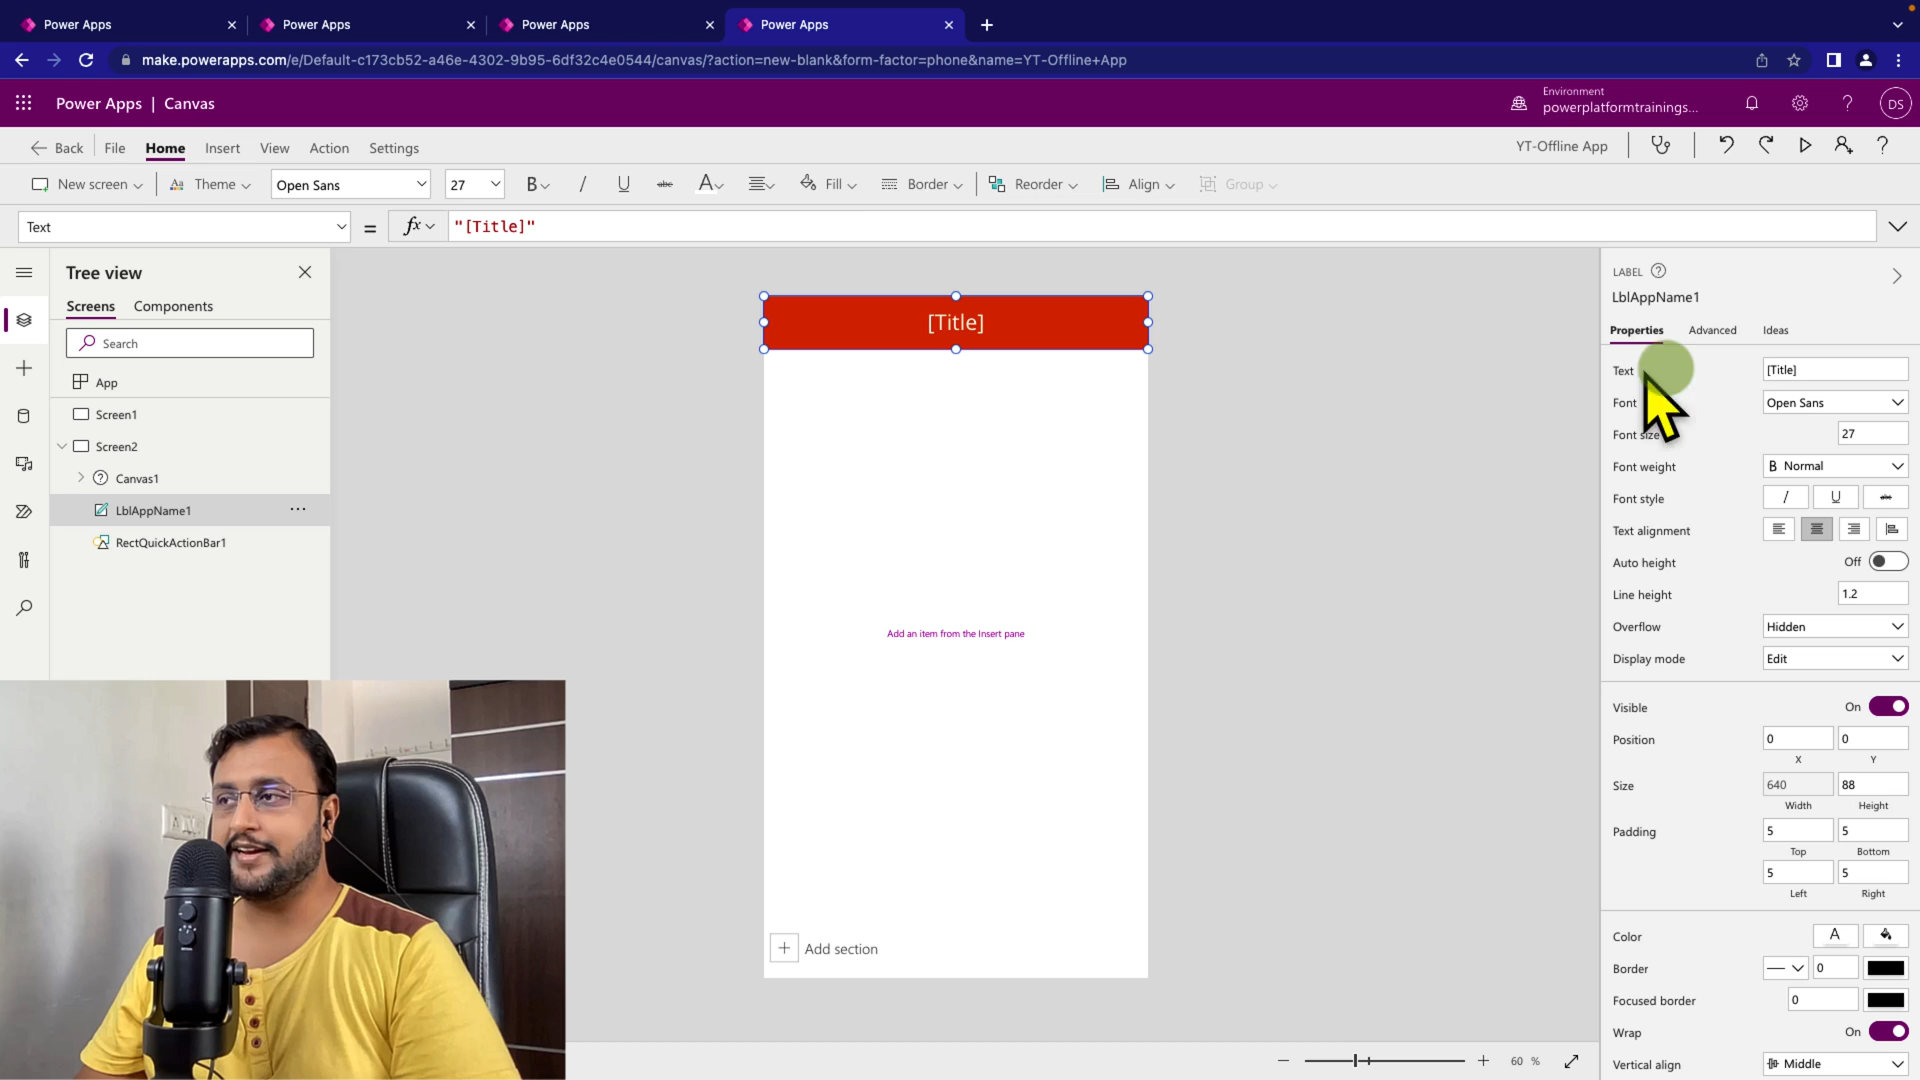 Power Apps
Power Apps
Power Apps
Power Apps
make.powerapps.com/e/Default-c173cb52-a46e-4302-9b95-6df32c4e0544/canvas/?action=new-blank&form-factor=phone&name=YT-Offline+App
Power Apps | Canvas
Environment
powerplatformtrainings...
DS
Back File Home Insert View Action Settings
YT-Offline App
New screen Theme Open Sans 27 B / U abc A Fill Border Reorder Align Group
Text = fx "[Title]"
Tree view
Screens Components
Search
App
Screen1
Screen2
Canvas1
LblAppName1 ...
RectQuickActionBar1
[Title]
Add an item from the Insert pane
Add section
60 %
LABEL
LblAppName1
Properties Advanced Ideas
Text [Title]
Font Open Sans
Font size 27
Font weight B Normal
Font style / U abc
Text alignment
Auto height Off
Line height 1.2
Overflow Hidden
Display mode Edit
Visible On
Position 0 0
X Y
Size 640 88
Width Height
Padding 5 5
Top Bottom
5 5
Left Right
Color A
Border 0
Focused border 0
Wrap On
Vertical align Middle